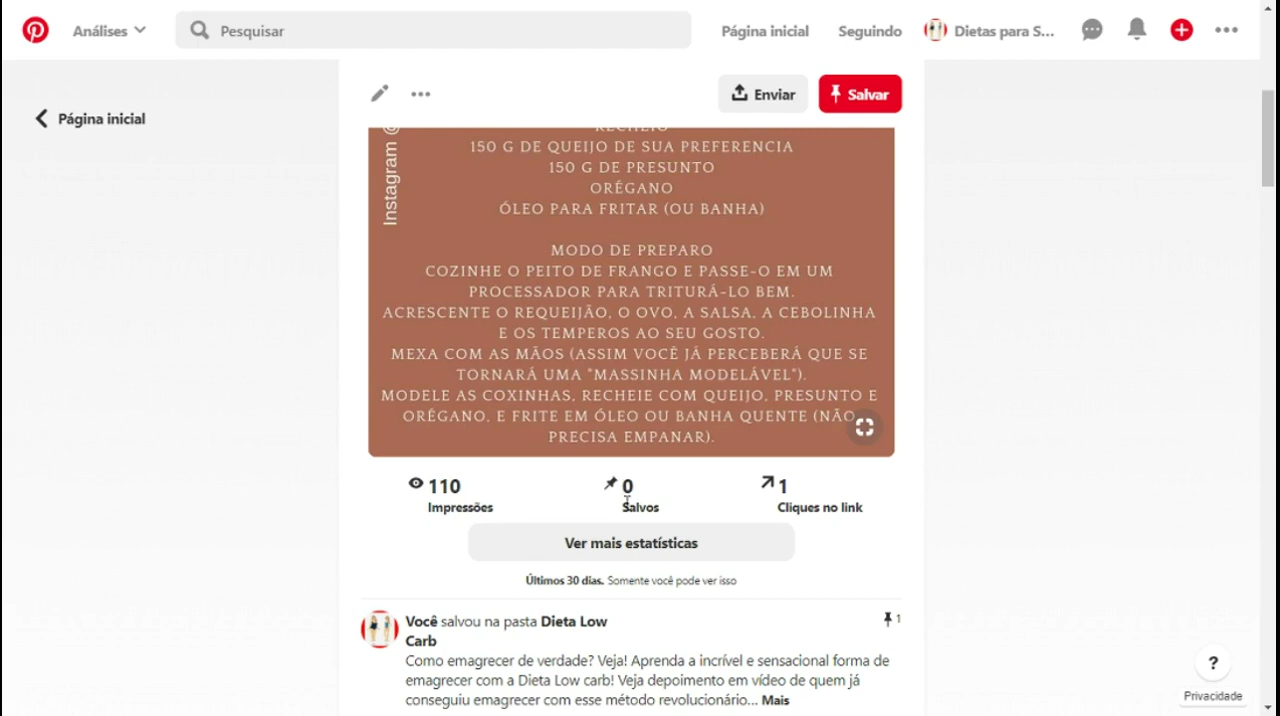 Análises
Pesquisar
Página inicial
Seguindo
Dietas para S...
Página inicial
Enviar
Salvar
Instagram @
RECHEIO
150 G DE QUEIJO DE SUA PREFERENCIA
150 G DE PRESUNTO
ORÉGANO
ÓLEO PARA FRITAR (OU BANHA)
MODO DE PREPARO
COZINHE O PEITO DE FRANGO E PASSE-O EM UM
PROCESSADOR PARA TRITURÁ-LO BEM.
ACRESCENTE O REQUEIJÃO, O OVO, A SALSA, A CEBOLINHA
E OS TEMPEROS AO SEU GOSTO.
MEXA COM AS MÃOS (ASSIM VOCÊ JÁ PERCEBERÁ QUE SE
TORNARÁ UMA "MASSINHA MODELÁVEL").
MODELE AS COXINHAS, RECHEIE COM QUEIJO, PRESUNTO E
ORÉGANO, E FRITE EM ÓLEO OU BANHA QUENTE (NÃO
PRECISA EMPANAR).
110
Impressões
0
Salvos
1
Cliques no link
Ver mais estatísticas
Últimos 30 dias. Somente você pode ver isso
Você salvou na pasta Dieta Low
Carb
1
Como emagrecer de verdade? Veja! Aprenda a incrível e sensacional forma de
emagrecer com a Dieta Low carb! Veja depoimento em vídeo de quem já
conseguiu emagrecer com esse método revolucionário... Mais
?
Privacidade